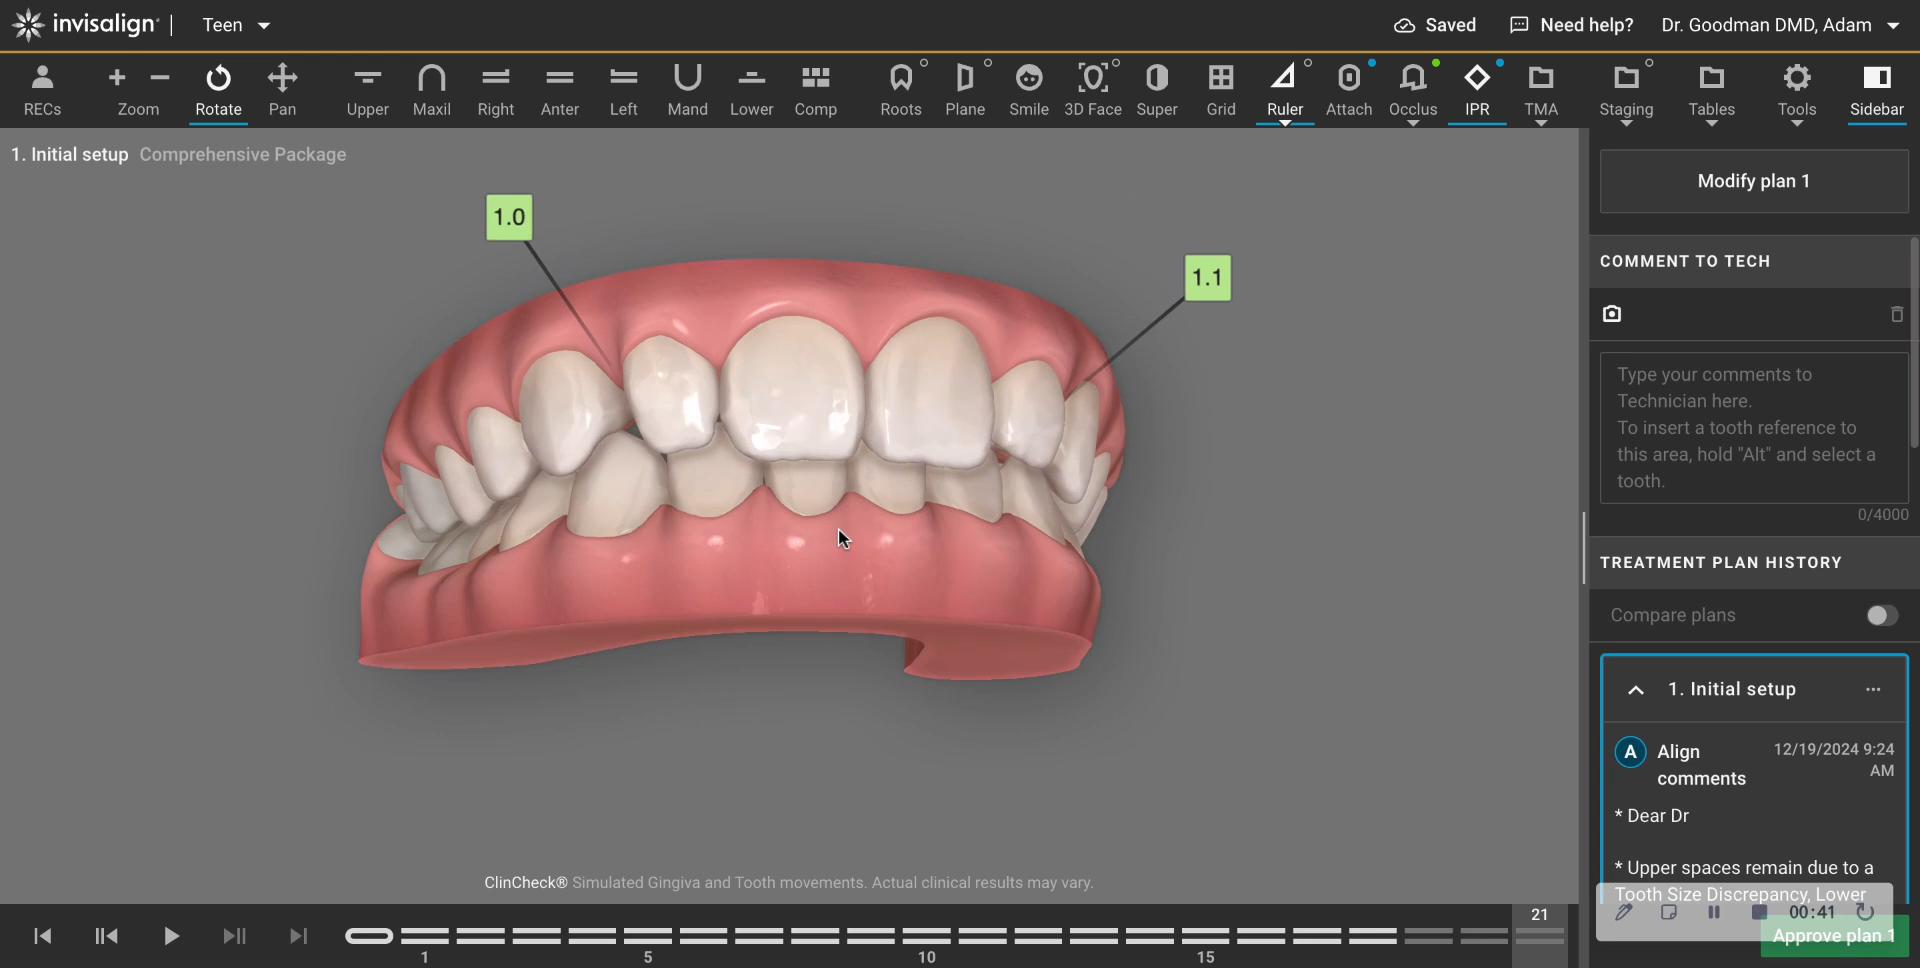 invisalign
Teen
Saved
Need help?
Dr. Goodman DMD, Adam
RECs
Zoom
Rotate
Pan
Upper
Maxil
Right
Anter
Left
Mand
Lower
Comp
Roots
Plane
Smile
3D Face
Super
Grid
Ruler
Attach
Occlus
IPR
TMA
Staging
Tables
Tools
Sidebar
1. Initial setup Comprehensive Package
1.0
1.1
ClinCheck® Simulated Gingiva and Tooth movements. Actual clinical results may vary.
Modify plan 1
COMMENT TO TECH
Type your comments to
Technician here.
To insert a tooth reference to
this area, hold "Alt" and select a
tooth.
0/4000
TREATMENT PLAN HISTORY
Compare plans
1. Initial setup
A
Align
comments
12/19/2024 9:24
AM
* Dear Dr
* Upper spaces remain due to a
Tooth Size Discrepancy, Lower
00:41
Approve plan 1
1
5
10
15
21